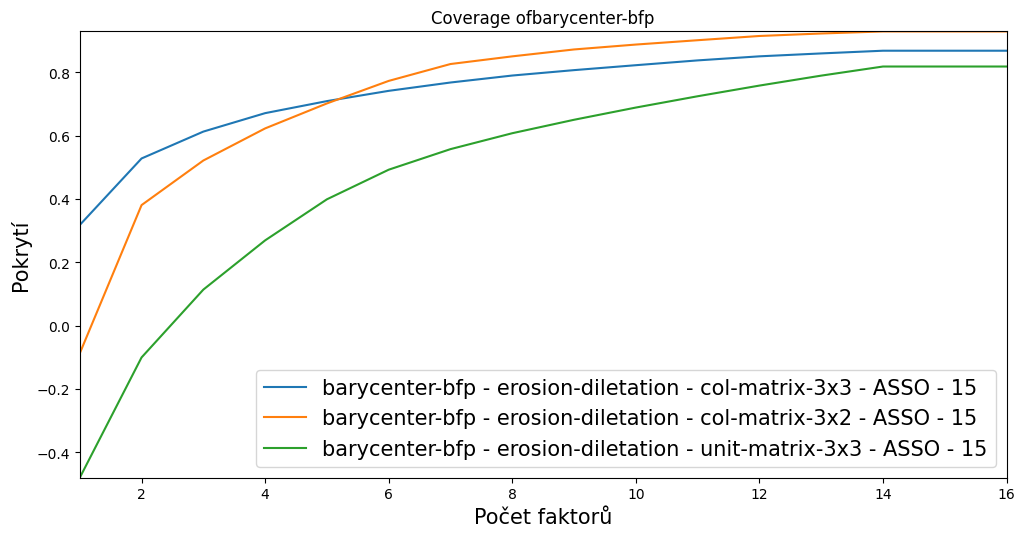 Coverage ofbarycenter-bfp
0.8
0.6
0.4
0.2
0.0
−0.2
−0.4
Pokrytí
barycenter-bfp - erosion-diletation - col-matrix-3x3 - ASSO - 15
barycenter-bfp - erosion-diletation - col-matrix-3x2 - ASSO - 15
barycenter-bfp - erosion-diletation - unit-matrix-3x3 - ASSO - 15
2 4 6 8 10 12 14 16
Počet faktorů